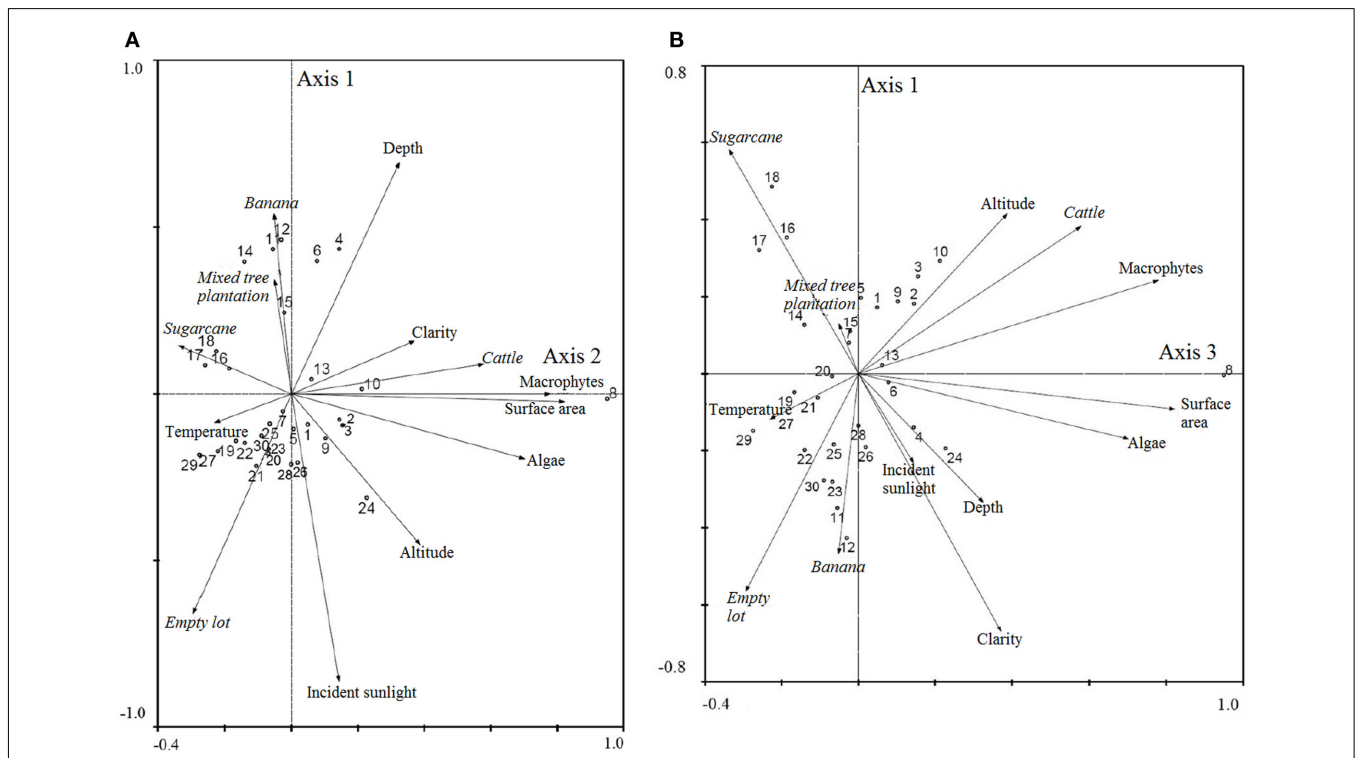 A
1.0
Axis 1
Depth
Banana
12
11
4
6
14
Mixed tree
plantation
15
Sugarcane
18
17
16
Clarity
Cattle
Axis 2
13
10
Macrophytes
8
Surface area
Temperature
7
25
5
1
2
3
9
30
23
19
22
20
29
27
21
28
26
Algae
24
Altitude
Empty lot
Incident sunlight
-1.0
-0.4
1.0
B
0.8
Axis 1
Sugarcane
18
16
17
Altitude
Cattle
10
3
Macrophytes
Mixed tree
plantation
5
1
9
2
14
15
7
Axis 3
13
8
20
6
19
21
Temperature
27
29
Surface
area
28
4
Algae
22
25
26
24
Incident
sunlight
30
23
Depth
11
12
Banana
Empty
lot
Clarity
-0.8
-0.4
1.0